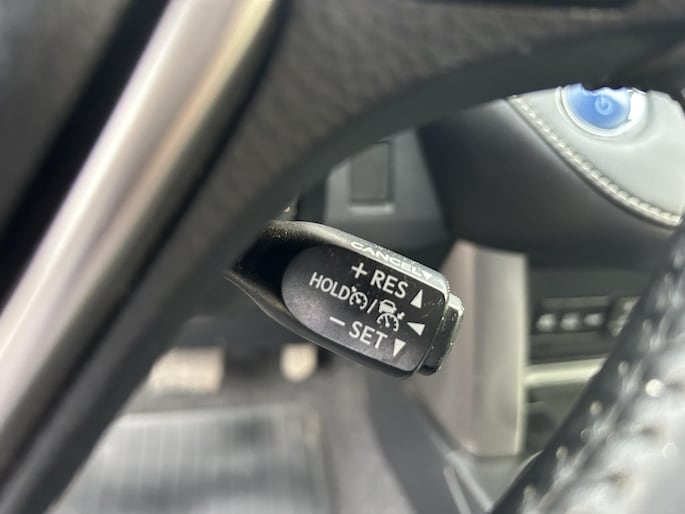 CANCEL
+ RES
HOLD /
− SET